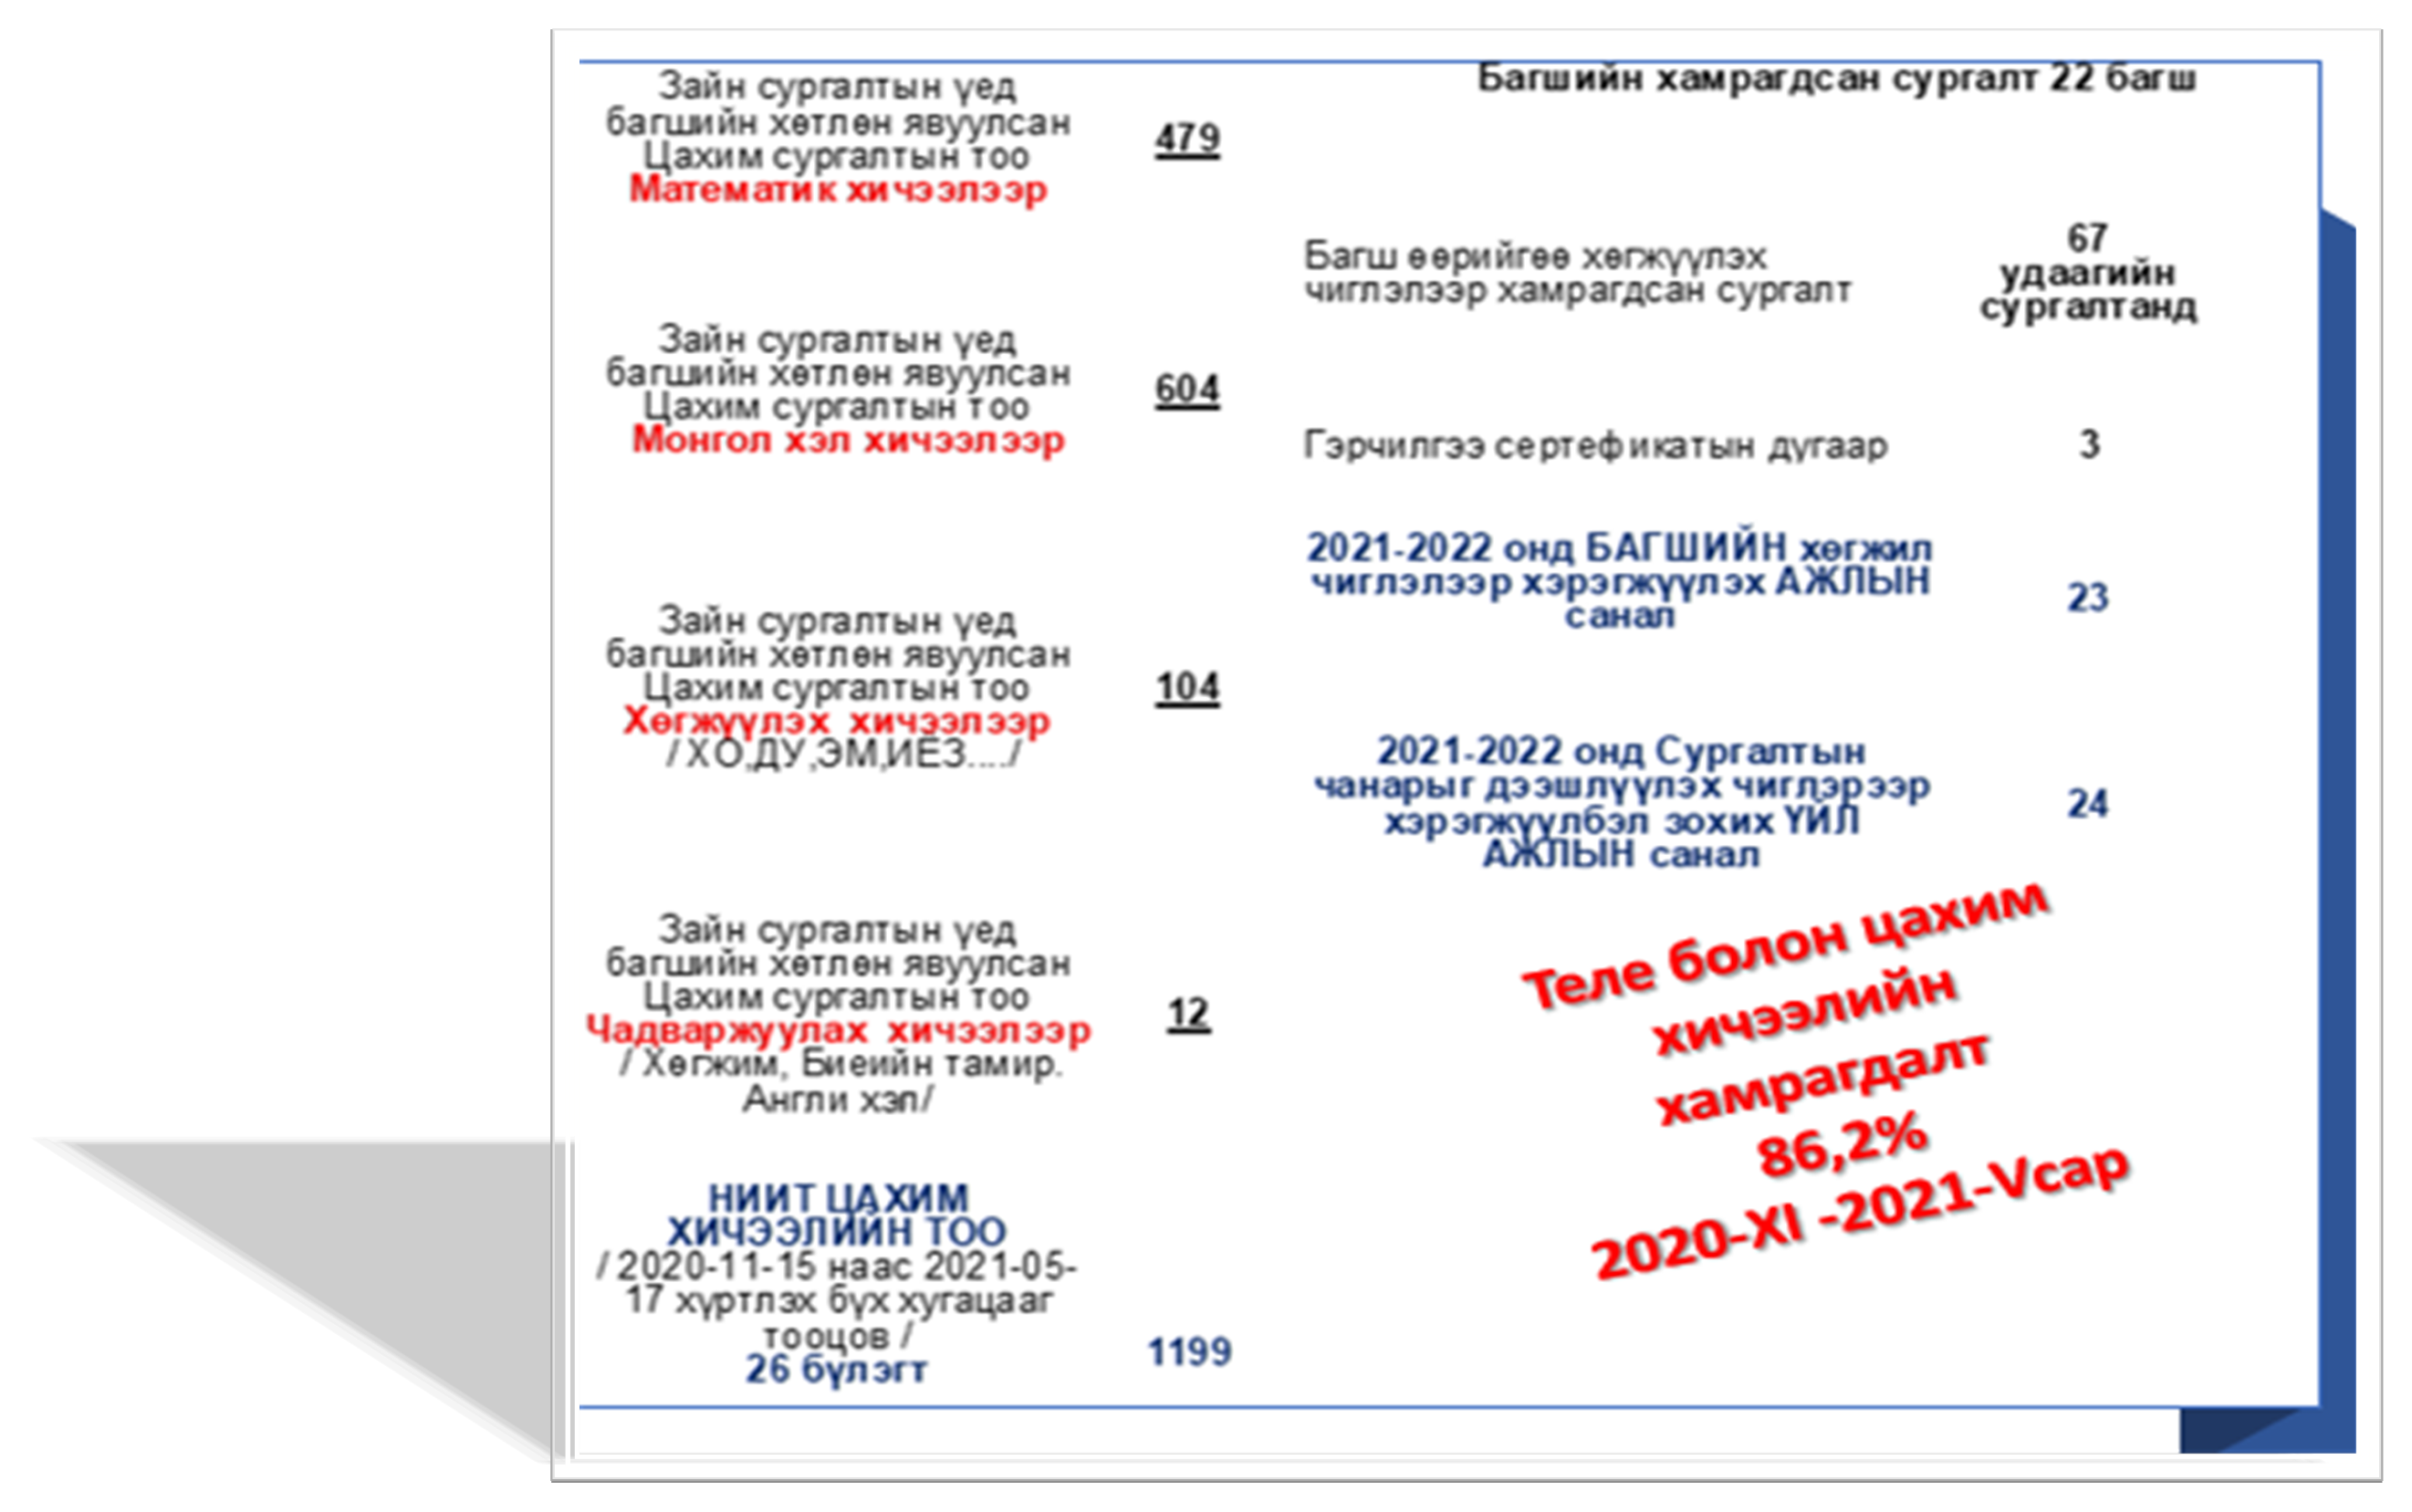 Зайн сургалтын үед
багшийн хөтлөн явуулсан
Цахим сургалтын тоо
Математик хичээлээр
479
Зайн сургалтын үед
багшийн хөтлөн явуулсан
Цахим сургалтын тоо
Монгол хэл хичээлээр
604
Зайн сургалтын үед
багшийн хөтлөн явуулсан
Цахим сургалтын тоо
Хөгжүүлэх хичээлээр
/ ХО,ДУ,ЭМ,ИЁЗ..../
104
Зайн сургалтын үед
багшийн хөтлөн явуулсан
Цахим сургалтын тоо
Чадваржуулах хичээлээр
/ Хөгжим, Биеийн тамир.
Англи хэл/
12
НИИТ ЦАХИМ
ХИЧЭЭЛИЙН ТОО
/ 2020-11-15 наас 2021-05-
17 хүртлэх бүх хугацааг
тооцов /
26 бүлэгт
1199
Багшийн хамрагдсан сургалт 22 багш
Багш өөрийгөө хөгжүүлэх
чиглэлээр хамрагдсан сургалт
67
удаагийн
сургалтанд
Гэрчилгээ сертефикатын дугаар
3
2021-2022 онд БАГШИЙН хөгжил
чиглэлээр хэрэгжүүлэх АЖЛЫН
санал
23
2021-2022 онд Сургалтын
чанарыг дээшлүүлэх чиглэрээр
хэрэгжүүлбэл зохих ҮЙЛ
АЖЛЫН санал
24
Теле болон цахим
хичээлийн
хамрагдалт
86,2%
2020-XI -2021-Vсар